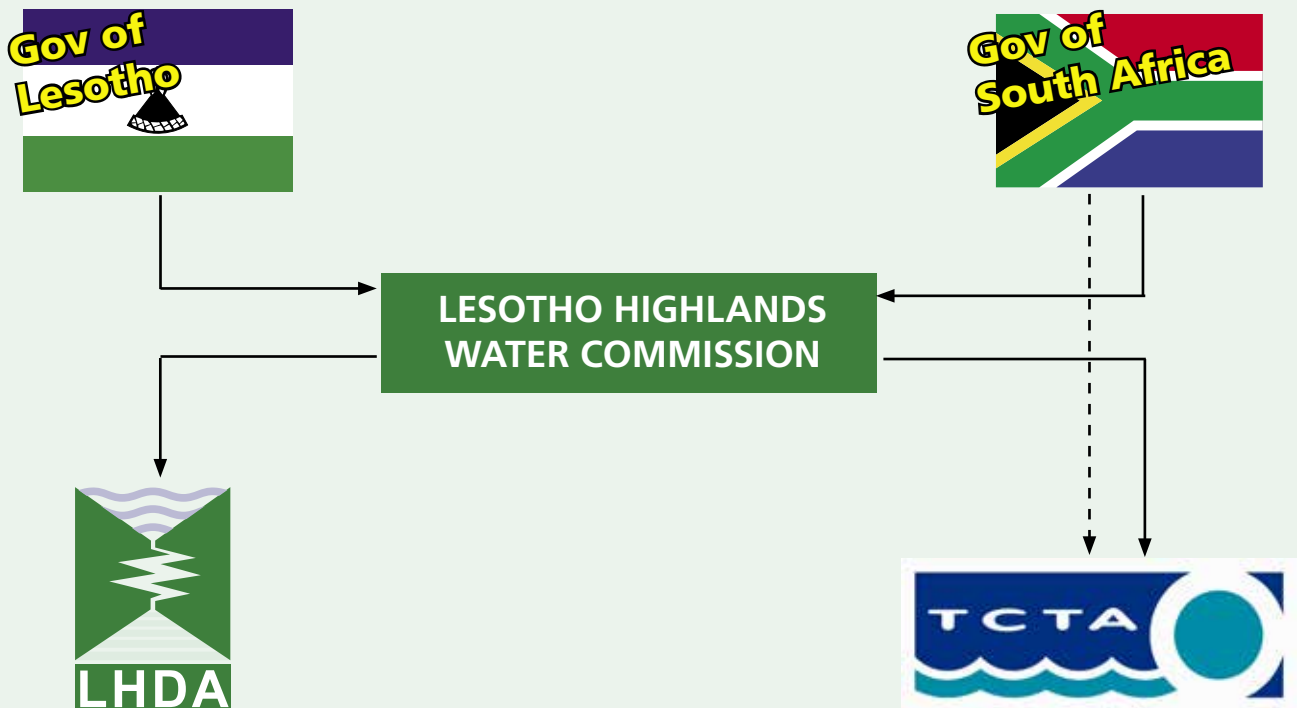 Gov of
Lesotho
Gov of
South Africa
LESOTHO HIGHLANDS
WATER COMMISSION
LHDA
TCTA